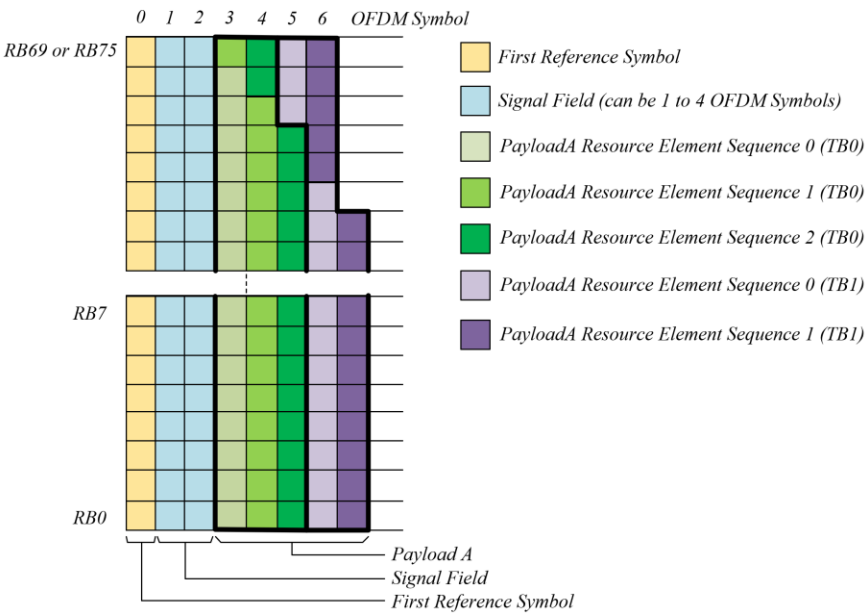 0 1 2 3 4 5 6 OFDM Symbol
RB69 or RB75
First Reference Symbol
Signal Field (can be 1 to 4 OFDM Symbols)
PayloadA Resource Element Sequence 0 (TB0)
PayloadA Resource Element Sequence 1 (TB0)
PayloadA Resource Element Sequence 2 (TB0)
PayloadA Resource Element Sequence 0 (TB1)
PayloadA Resource Element Sequence 1 (TB1)
RB7
RB0
Payload A
Signal Field
First Reference Symbol